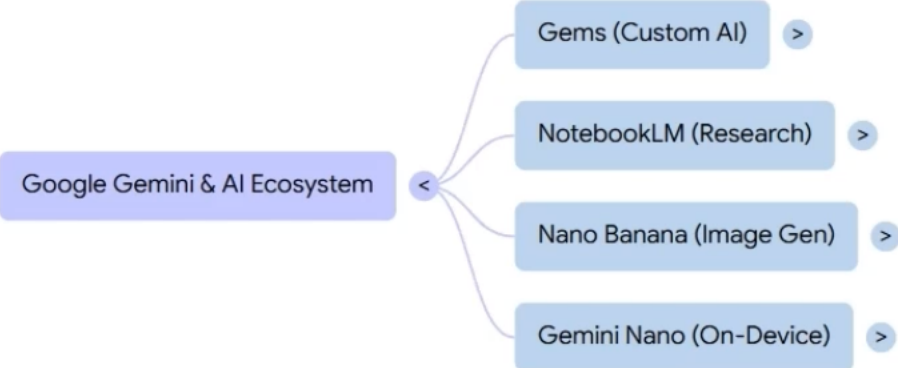 Google Gemini & AI Ecosystem
<
Gems (Custom AI)
>
NotebookLM (Research)
>
Nano Banana (Image Gen)
>
Gemini Nano (On-Device)
>